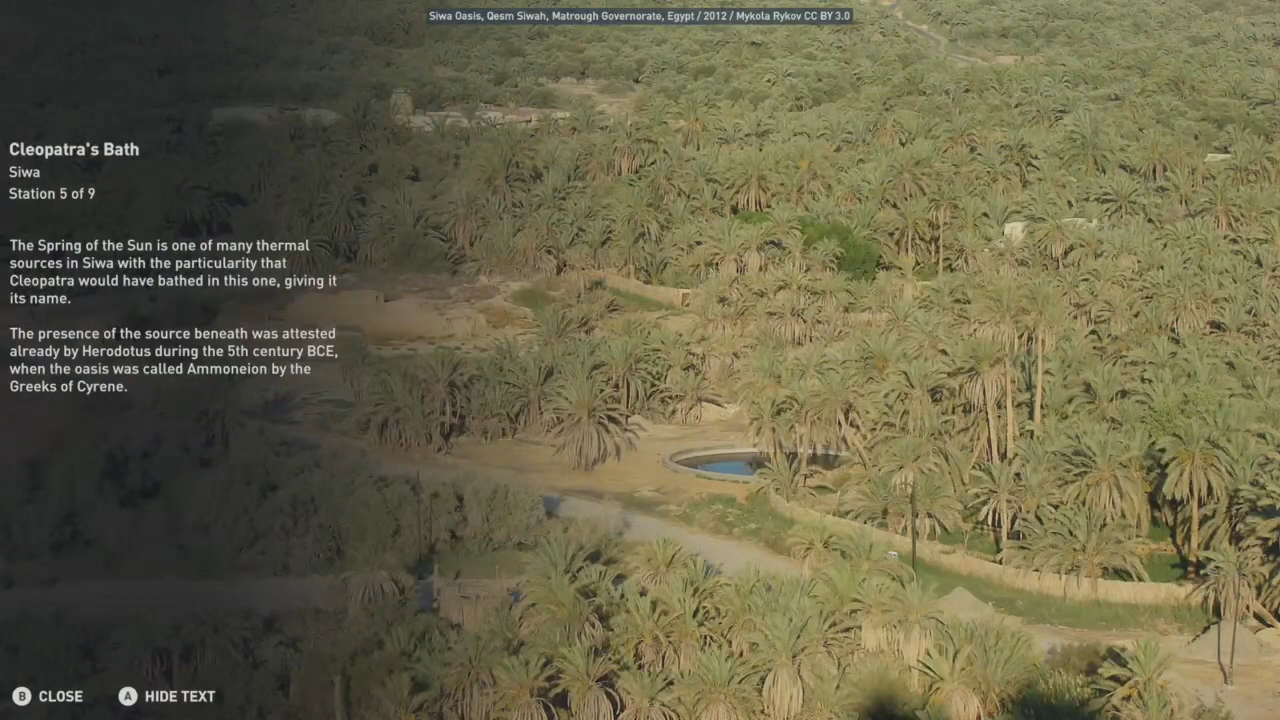 Siwa Oasis, Qesm Siwah, Matrough Governorate, Egypt / 2012 / Mykola Rykov CC BY 3.0
Cleopatra's Bath
Siwa
Station 5 of 9
The Spring of the Sun is one of many thermal
sources in Siwa with the particularity that
Cleopatra would have bathed in this one, giving it
its name.
The presence of the source beneath was attested
already by Herodotus during the 5th century BCE,
when the oasis was called Ammoneion by the
Greeks of Cyrene.
B CLOSE
A HIDE TEXT